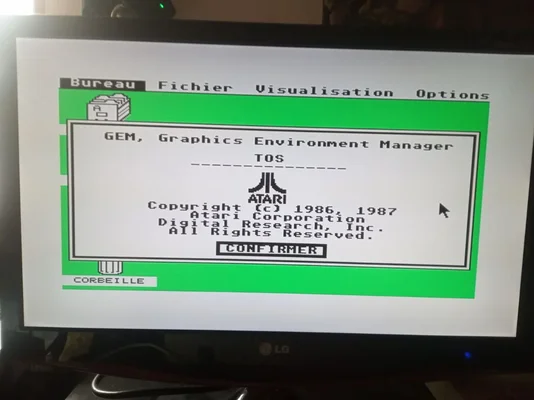 Bureau Fichier Visualisation Options
A
GEM, Graphics Environment Manager
TOS
---------------
ATARI
Copyright (c) 1986, 1987
Atari Corporation
Digital Research, Inc.
All Rights Reserved.
CONFIRMER
CORBEILLE
LG